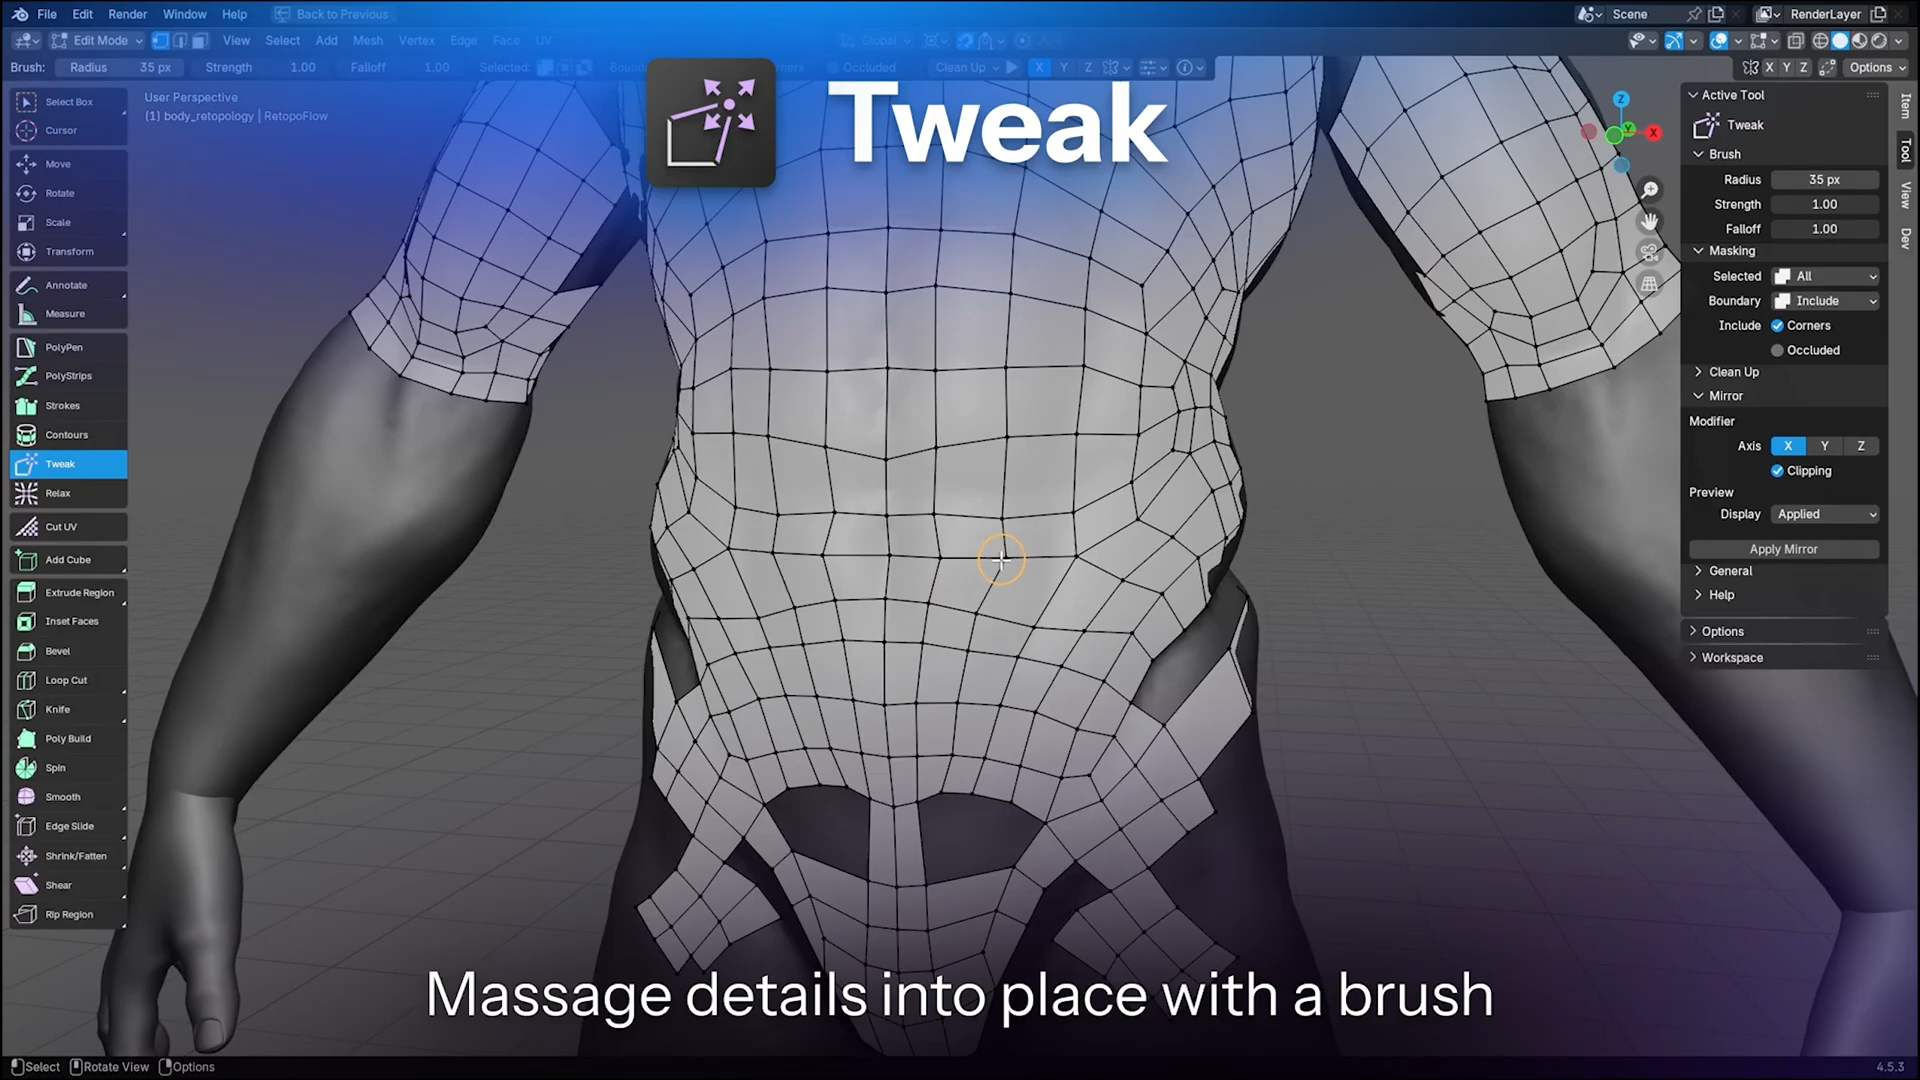 File Edit Render Window Help Back to Previous Scene RenderLayer
Edit Mode View Select Add Mesh Vertex Edge Face UV Global
Brush: Radius 35 px Strength 1.00 Falloff 1.00 Selected: Occluded Clean Up X Y Z X Y Z Options
Select Box
Cursor
Move
Rotate
Scale
Transform
Annotate
Measure
PolyPen
PolyStrips
Strokes
Contours
Tweak
Relax
Cut UV
Add Cube
Extrude Region
Inset Faces
Bevel
Loop Cut
Knife
Poly Build
Spin
Smooth
Edge Slide
Shrink/Fatten
Shear
Rip Region
User Perspective
(1) body_retopology | RetopoFlow
Tweak
Z
Y
X
Active Tool
Tweak
Brush
Radius 35 px
Strength 1.00
Falloff 1.00
Masking
Selected All
Boundary Include
Include Corners
Occluded
Clean Up
Mirror
Modifier
Axis X Y Z
Clipping
Preview
Display Applied
Apply Mirror
General
Help
Options
Workspace
Item
Tool
View
Dev
Massage details into place with a brush
Select Rotate View Options 4.5.3